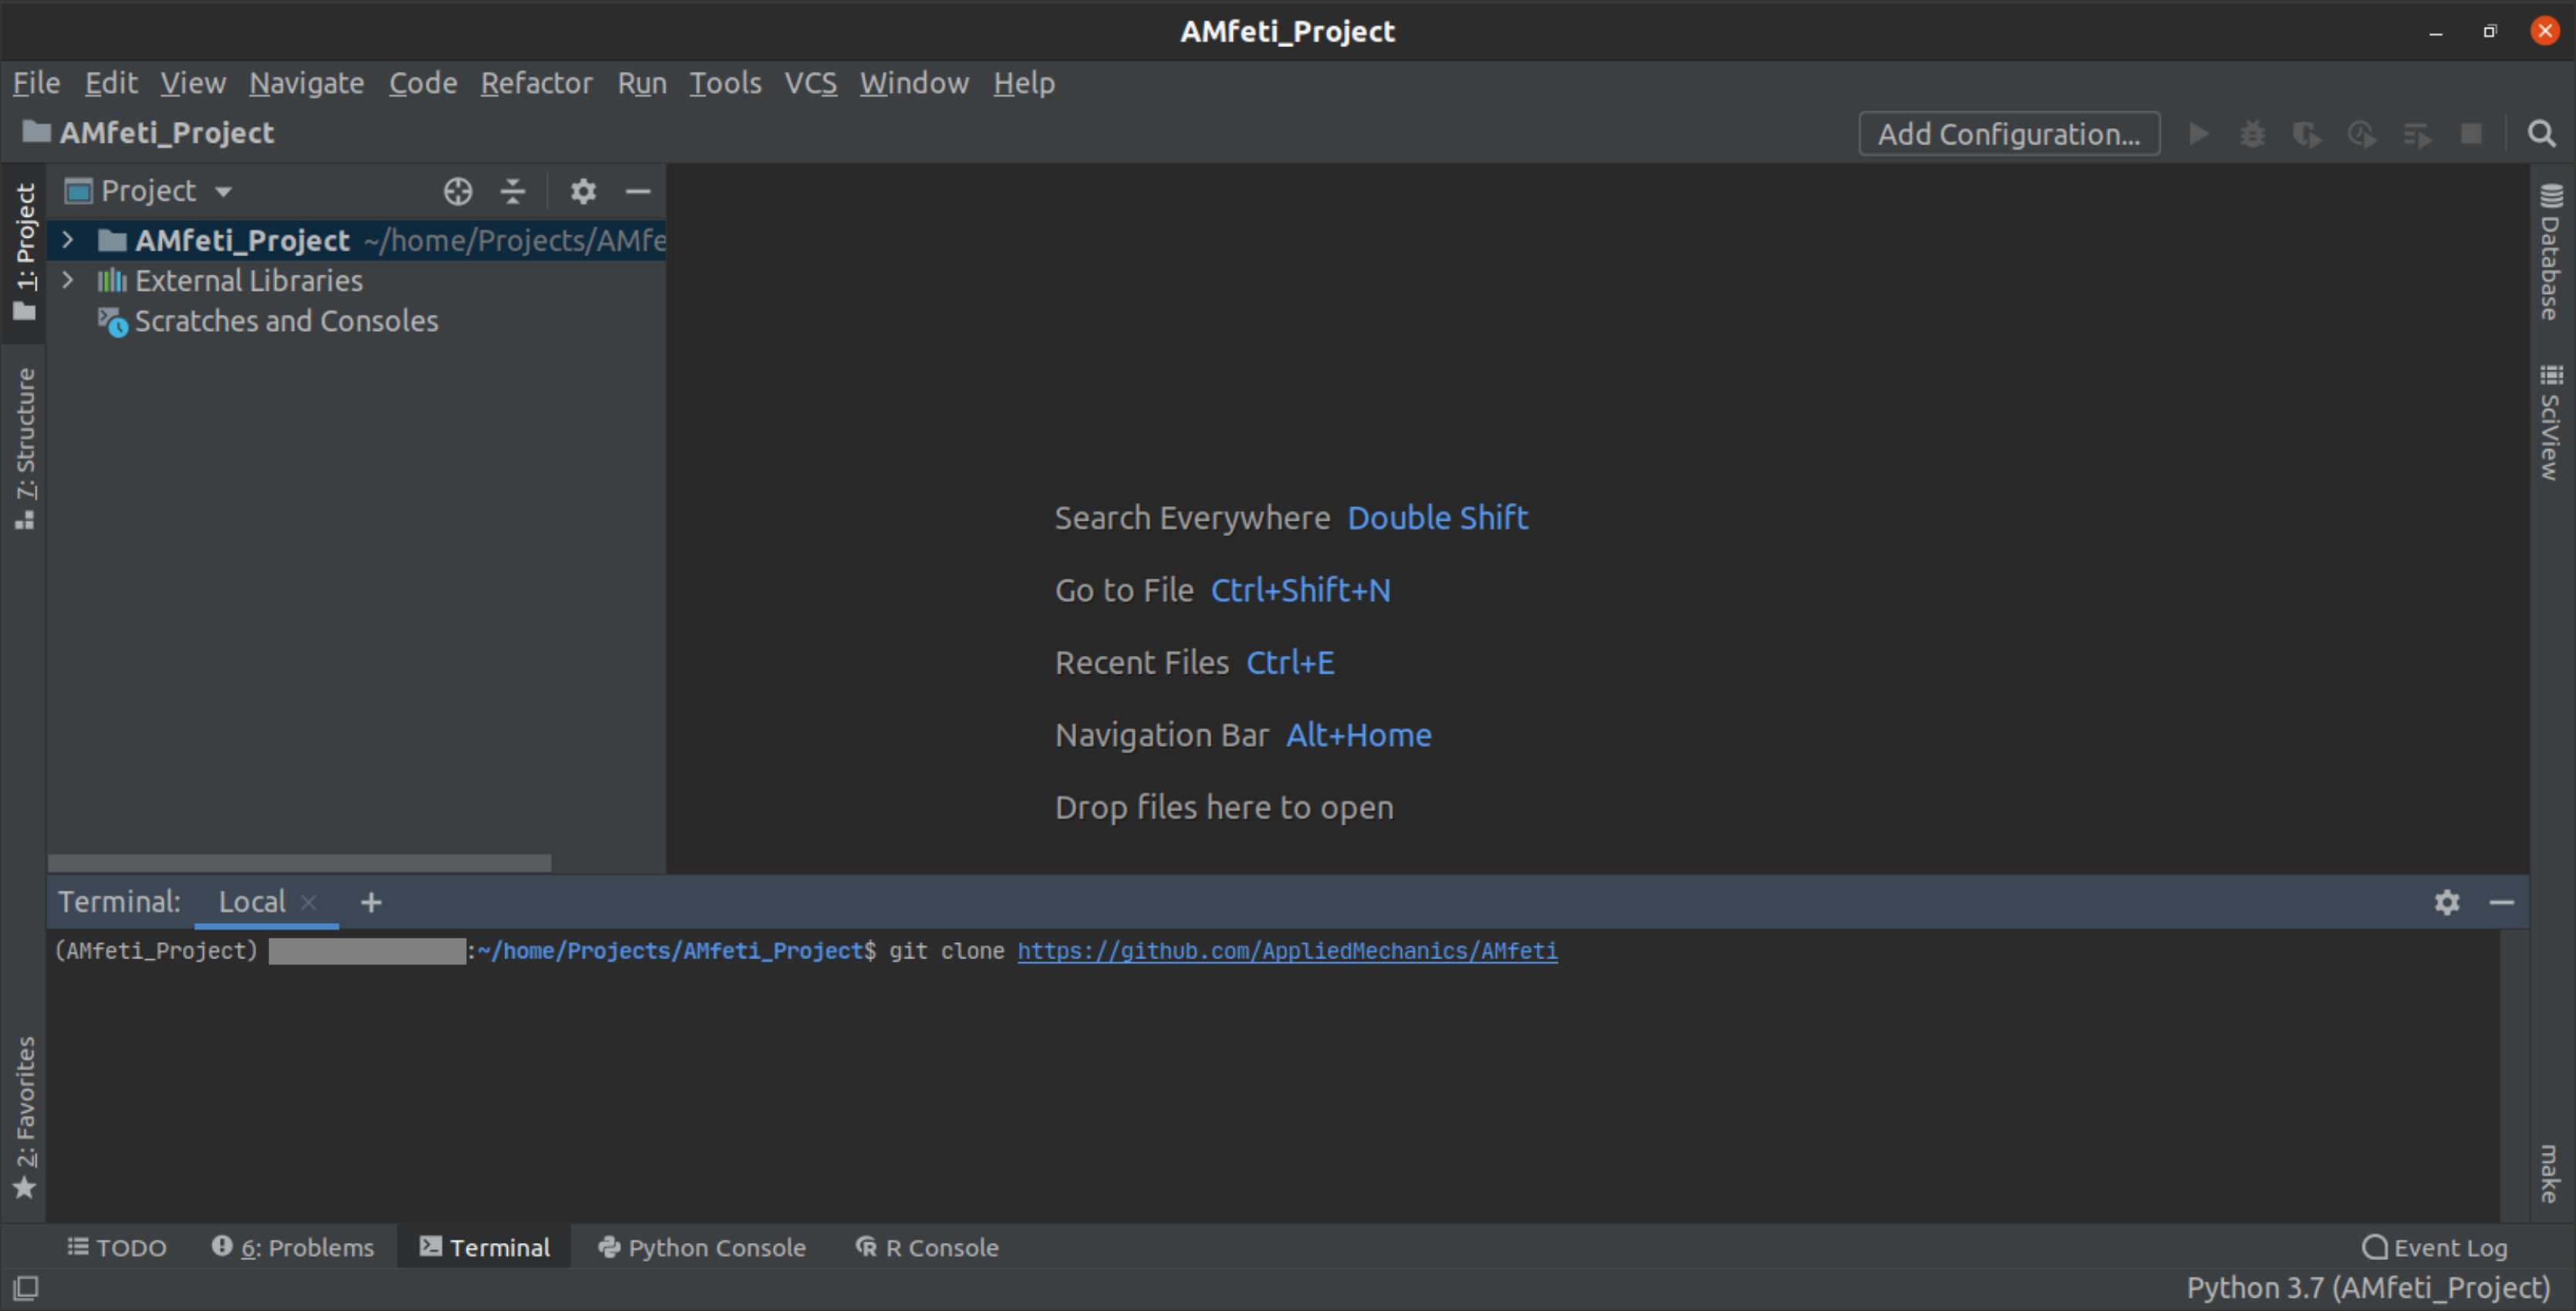 AMfeti_Project
File Edit View Navigate Code Refactor Run Tools VCS Window Help
AMfeti_Project
Add Configuration...
1: Project
7: Structure
2: Favorites
Project
AMfeti_Project ~/home/Projects/AMfe
External Libraries
Scratches and Consoles
Search Everywhere Double Shift
Go to File Ctrl+Shift+N
Recent Files Ctrl+E
Navigation Bar Alt+Home
Drop files here to open
Database
SciView
make
Terminal: Local × +
(AMfeti_Project) :~/home/Projects/AMfeti_Project$ git clone https://github.com/AppliedMechanics/AMfeti
TODO 6: Problems Terminal Python Console R Console Event Log
Python 3.7 (AMfeti_Project)